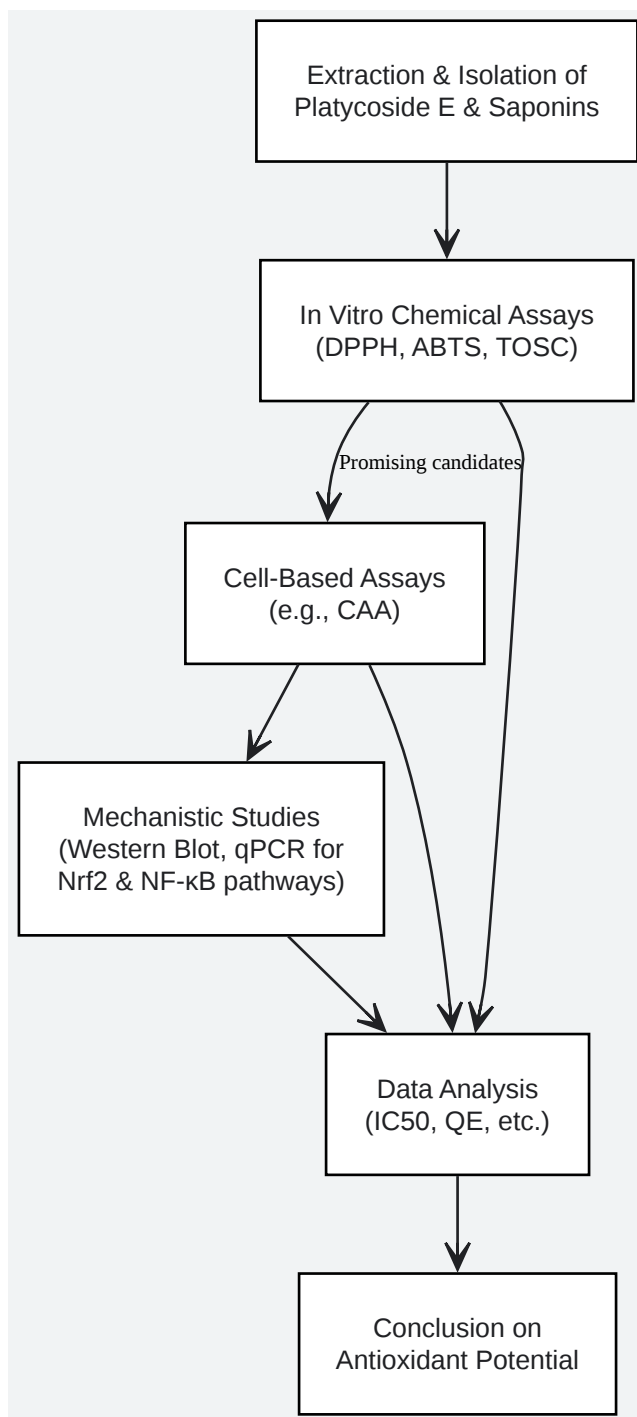 Extraction & Isolation of
Platycoside E & Saponins
In Vitro Chemical Assays
(DPPH, ABTS, TOSC)
Promising candidates
Cell-Based Assays
(e.g., CAA)
Mechanistic Studies
(Western Blot, qPCR for
Nrf2 & NF-κB pathways)
Data Analysis
(IC50, QE, etc.)
Conclusion on
Antioxidant Potential